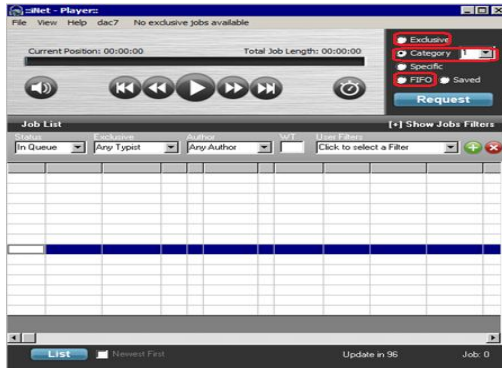 ::iNet - Player::
File View Help dac7 No exclusive jobs available
Current Position: 00:00:00 Total Job Length: 00:00:00
Exclusive
Category 1
Specific
FIFO Saved
Request
Job List [+] Show Jobs Filters
Status Exclusive Author WT User Filters
In Queue Any Typist Any Author Click to select a Filter
List Newest First Update in 96 Job: 0